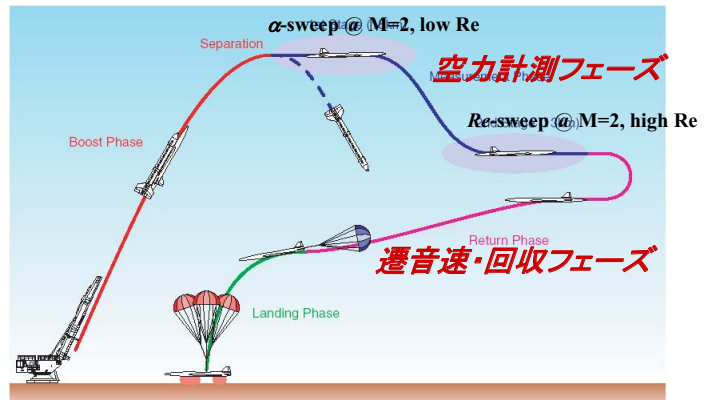 α-sweep @ M=2, low Re
Separation
空力計測フェーズ
Re-sweep @ M=2, high Re
Boost Phase
Return Phase
遷音速・回収フェーズ
Landing Phase